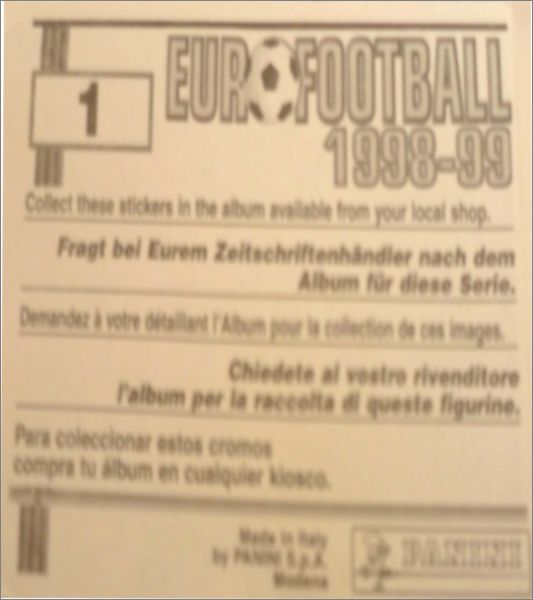 EUROFOOTBALL
1
1998-99
Collect these stickers in the album available from your local shop.
Fragt bei Eurem Zeitschriftenhändler nach dem
Album für diese Serie.
Demandez à votre détaillant l'Album pour la collection de ces images.
Chiedete al vostro rivenditore
l'album per la raccolta di queste figurine.
Para coleccionar estos cromos
compra tu álbum en cualquier kiosco.
Made in Italy
by PANINI S.p.A.
Modena
PANINI